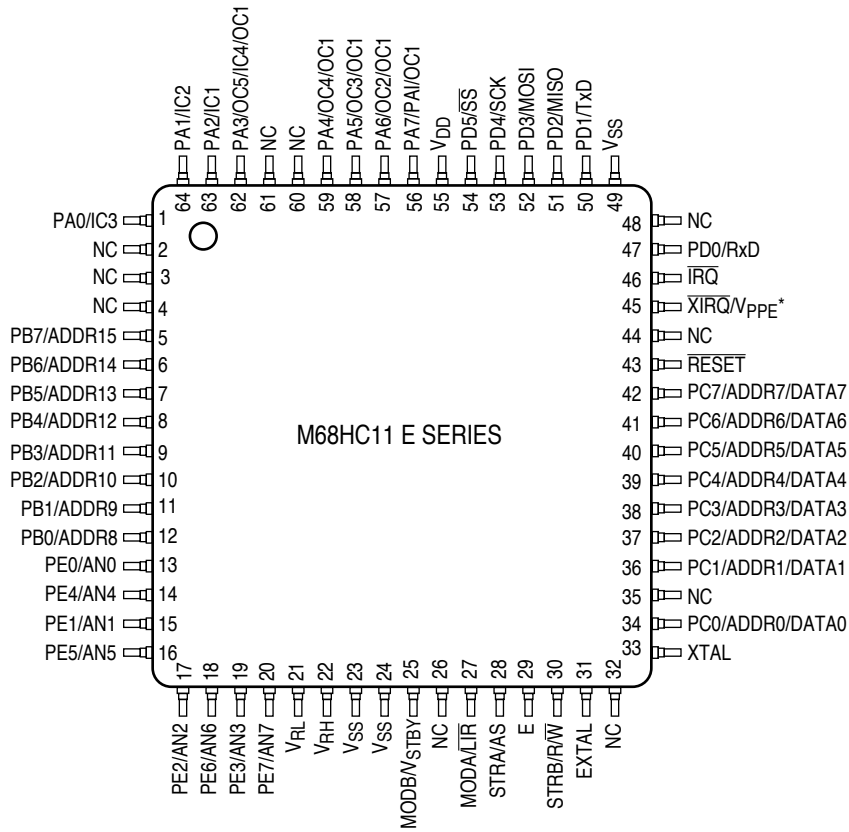 PA1/IC2
PA2/IC1
PA3/OC5/IC4/OC1
NC
NC
PA4/OC4/OC1
PA5/OC3/OC1
PA6/OC2/OC1
PA7/PAI/OC1
VDD
PD5/S̅S̅
PD4/SCK
PD3/MOSI
PD2/MISO
PD1/TxD
VSS
64 63 62 61 60 59 58 57 56 55 54 53 52 51 50 49
PA0/IC3 1
NC 2
NC 3
NC 4
PB7/ADDR15 5
PB6/ADDR14 6
PB5/ADDR13 7
PB4/ADDR12 8
PB3/ADDR11 9
PB2/ADDR10 10
PB1/ADDR9 11
PB0/ADDR8 12
PE0/AN0 13
PE4/AN4 14
PE1/AN1 15
PE5/AN5 16
M68HC11 E SERIES
48 NC
47 PD0/RxD
46 I̅R̅Q̅
45 X̅I̅R̅Q̅/VPPE*
44 NC
43 R̅E̅S̅E̅T̅
42 PC7/ADDR7/DATA7
41 PC6/ADDR6/DATA6
40 PC5/ADDR5/DATA5
39 PC4/ADDR4/DATA4
38 PC3/ADDR3/DATA3
37 PC2/ADDR2/DATA2
36 PC1/ADDR1/DATA1
35 NC
34 PC0/ADDR0/DATA0
33 XTAL
17 18 19 20 21 22 23 24 25 26 27 28 29 30 31 32
PE2/AN2
PE6/AN6
PE3/AN3
PE7/AN7
VRL
VRH
VSS
VSS
MODB/VSTBY
NC
MODA/L̅I̅R̅
STRA/AS
E
STRB/R/W̅
EXTAL
NC